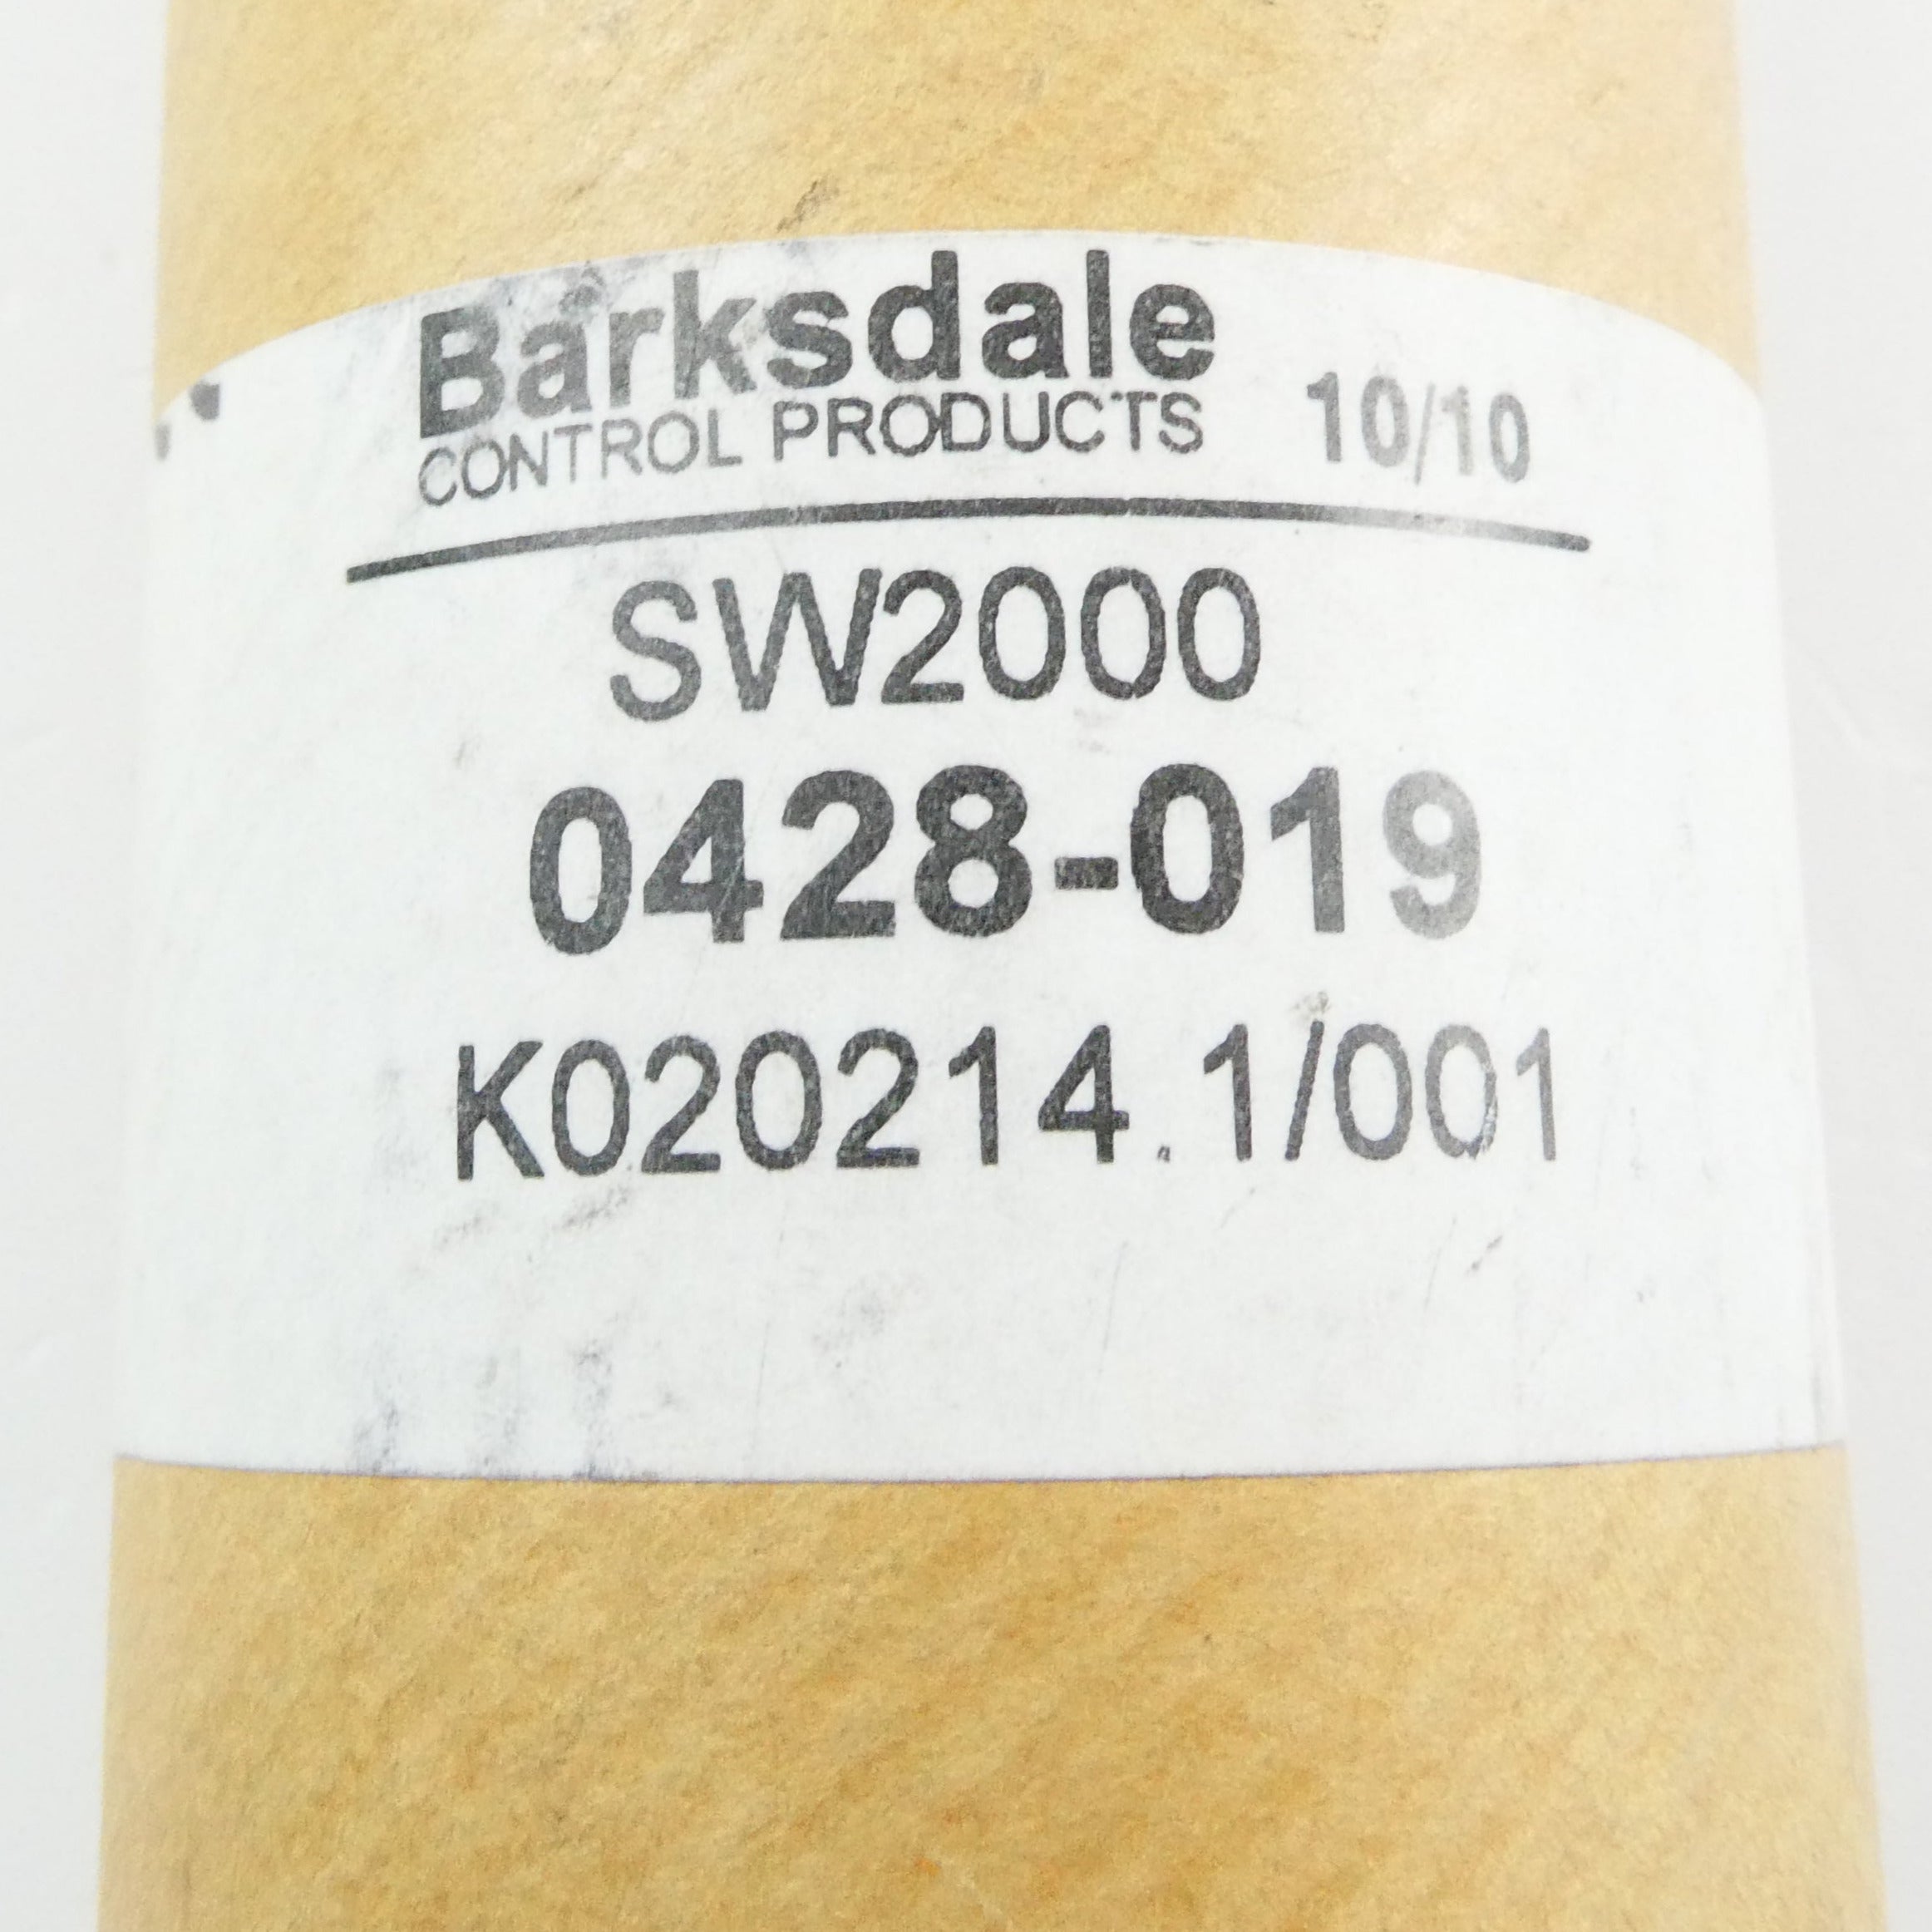 Barksdale
CONTROL PRODUCTS 10/10
SW2000
0428-019
K020214.1/001